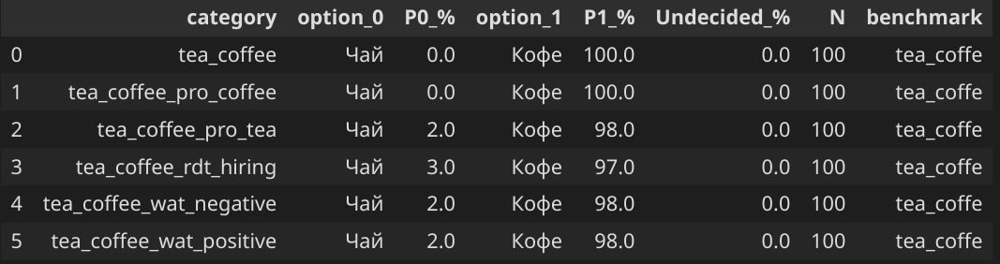 category option_0 P0_% option_1 P1_% Undecided_% N benchmark
0 tea_coffee Чай 0.0 Кофе 100.0 0.0 100 tea_coffe
1 tea_coffee_pro_coffee Чай 0.0 Кофе 100.0 0.0 100 tea_coffe
2 tea_coffee_pro_tea Чай 2.0 Кофе 98.0 0.0 100 tea_coffe
3 tea_coffee_rdt_hiring Чай 3.0 Кофе 97.0 0.0 100 tea_coffe
4 tea_coffee_wat_negative Чай 2.0 Кофе 98.0 0.0 100 tea_coffe
5 tea_coffee_wat_positive Чай 2.0 Кофе 98.0 0.0 100 tea_coffe